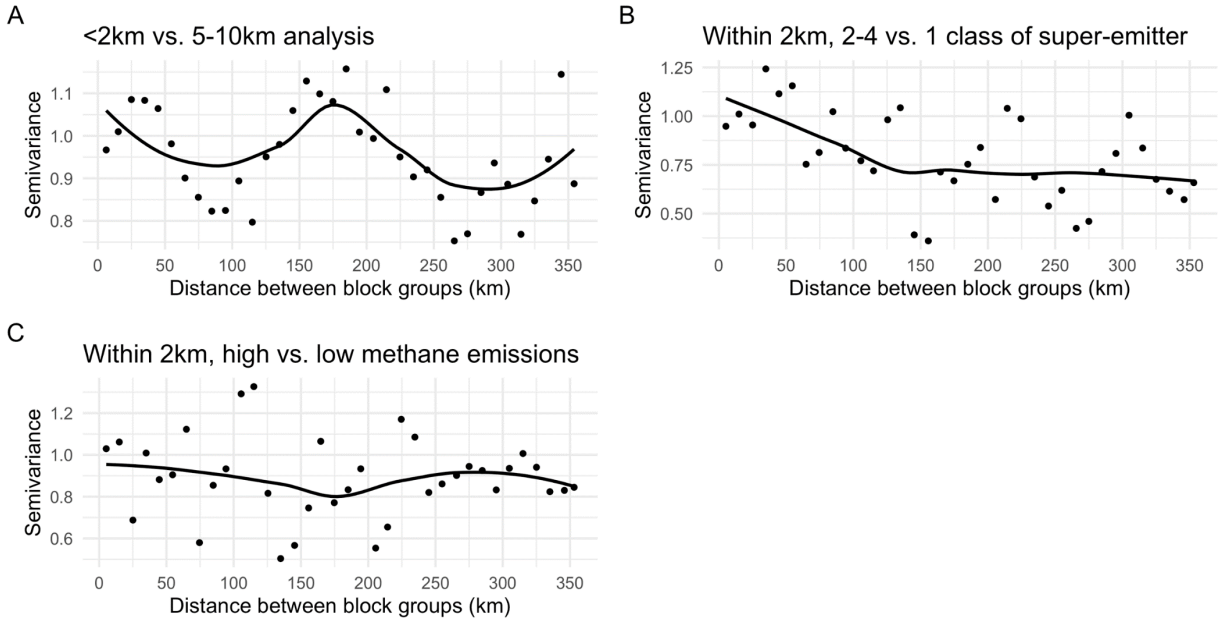 A
<2km vs. 5-10km analysis
1.1
1.0
0.9
0.8
Semivariance
0 50 100 150 200 250 300 350
Distance between block groups (km)
B
Within 2km, 2-4 vs. 1 class of super-emitter
1.25
1.00
0.75
0.50
Semivariance
0 50 100 150 200 250 300 350
Distance between block groups (km)
C
Within 2km, high vs. low methane emissions
1.2
1.0
0.8
0.6
Semivariance
0 50 100 150 200 250 300 350
Distance between block groups (km)